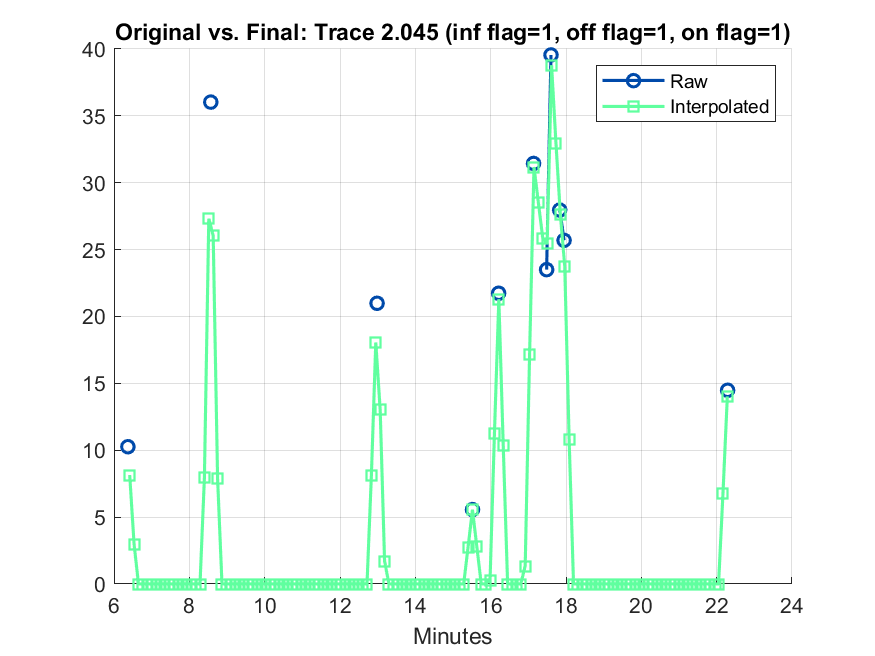 Original vs. Final: Trace 2.045 (inf flag=1, off flag=1, on flag=1)
40
35
30
25
20
15
10
5
0
Raw
Interpolated
6 8 10 12 14 16 18 20 22 24
Minutes